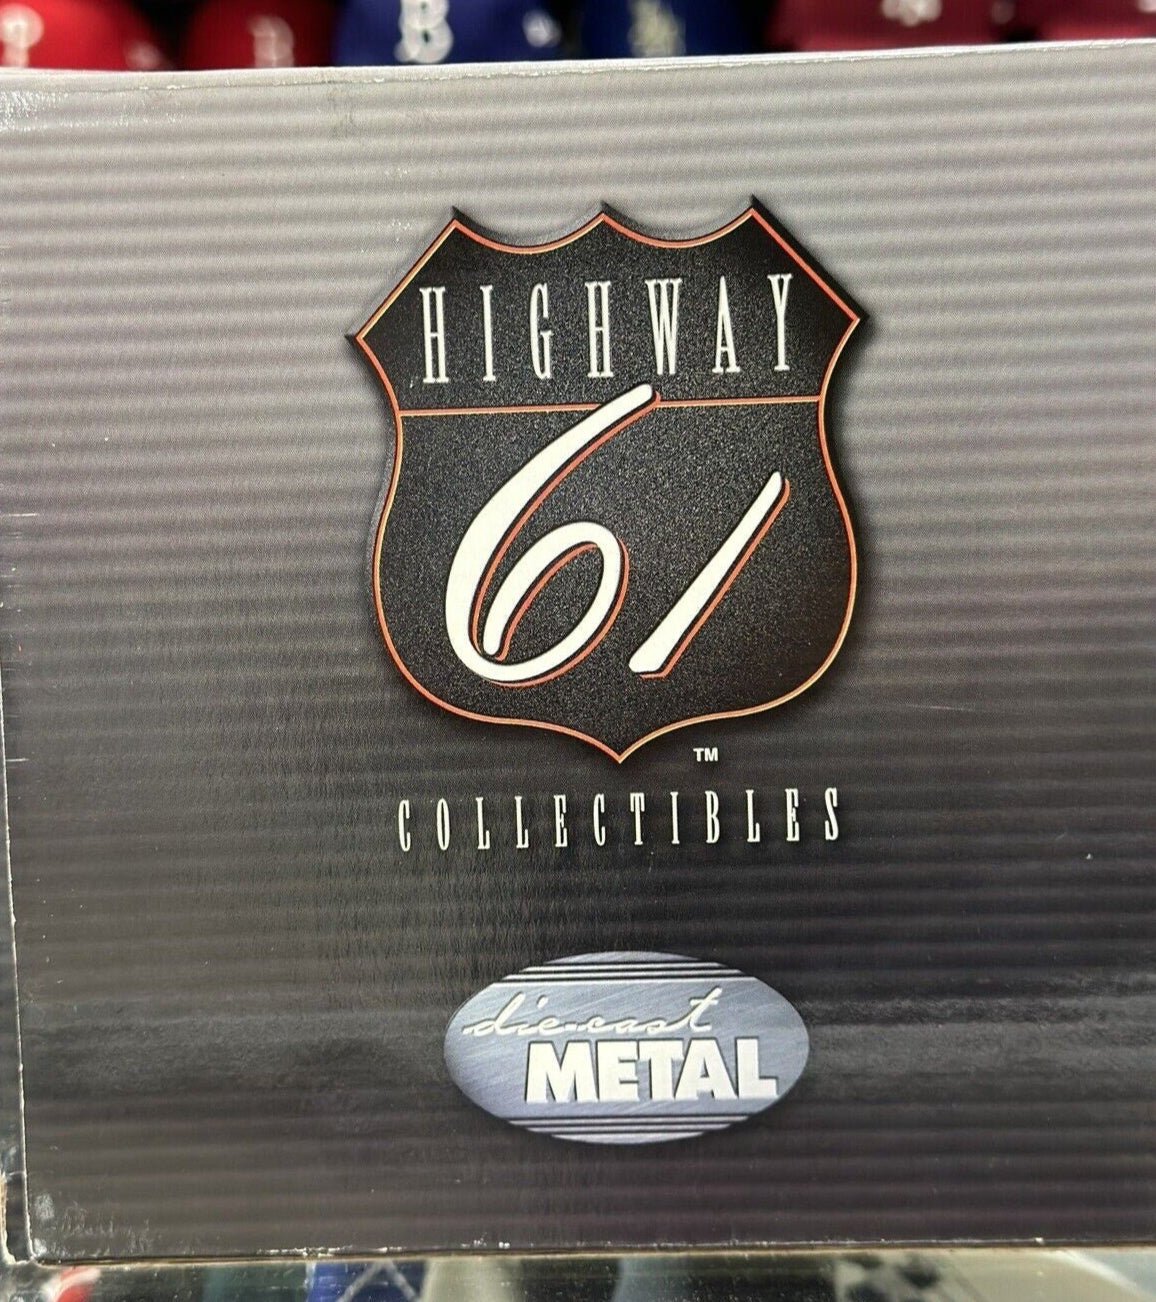 B
HIGHWAY
61
TM
COLLECTIBLES
die-cast
METAL